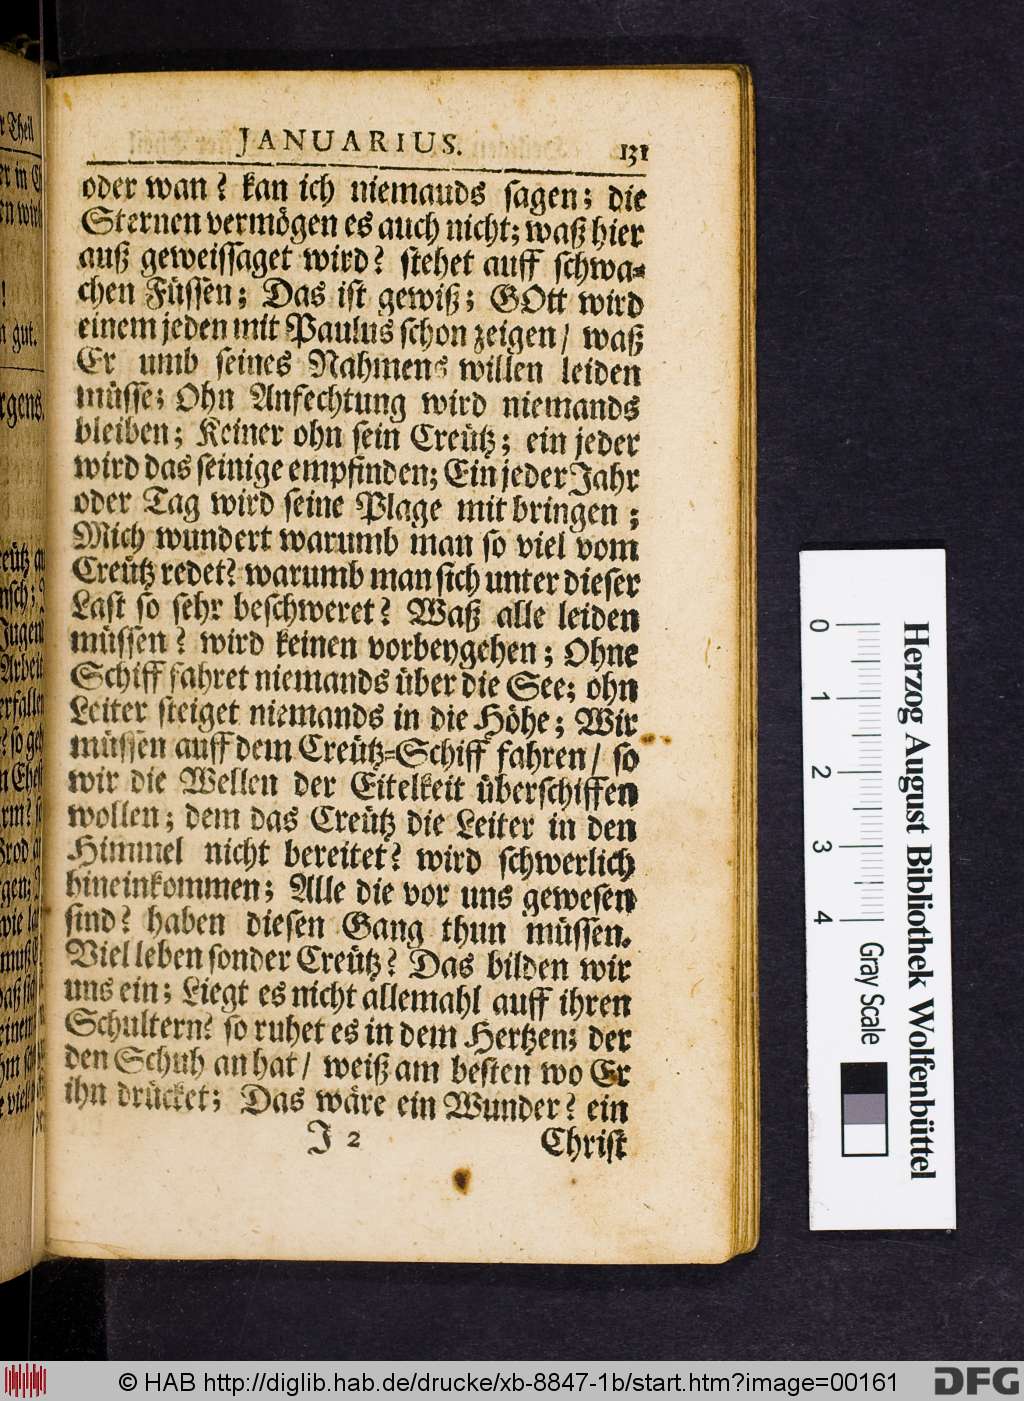 JANUARIUS. 131
oder wan? kan ich niemands sagen; die
Sternen vermögen es auch nicht; waß hier
auß geweissaget wird? stehet auff schwa-
chen Füssen; Das ist gewiß; GOtt wird
einem jeden mit Paulus schon zeigen / waß
Er umb seines Nahmens willen leiden
müsse; Ohn Anfechtung wird niemands
bleiben; Keiner ohn sein Creütz; ein jeder
wird das seinige empfinden; Ein jeder Jahr
oder Tag wird seine Plage mit bringen;
Mich wundert warumb man so viel vom
Creütz redet? warumb man sich unter dieser
Last so sehr beschweret? Waß alle leiden
müssen? wird keinen vorbeygehen; Ohne
Schiff fahret niemands über die See; ohn
Leiter steiget niemands in die Höhe; Wir
müssen auff dem Creütz-Schiff fahren / so
wir die Wellen der Eitelkeit überschiffen
wollen; dem das Creütz die Leiter in den
Himmel nicht bereitet? wird schwerlich
hineinkommen; Alle die vor uns gewesen
sind? haben diesen Gang thun müssen.
Viel leben sonder Creütz? Das bilden wir
uns ein; Liegt es nicht allemahl auff ihren
Schultern? so ruhet es in dem Hertzen; der
den Schuh an hat / weiß am besten wo Er
ihn drücket; Das wäre ein Wunder? ein
J 2 Christ
0 1 2 3 4 Gray Scale
Herzog August Bibliothek Wolfenbüttel
© HAB http://diglib.hab.de/drucke/xb-8847-1b/start.htm?image=00161
DFG